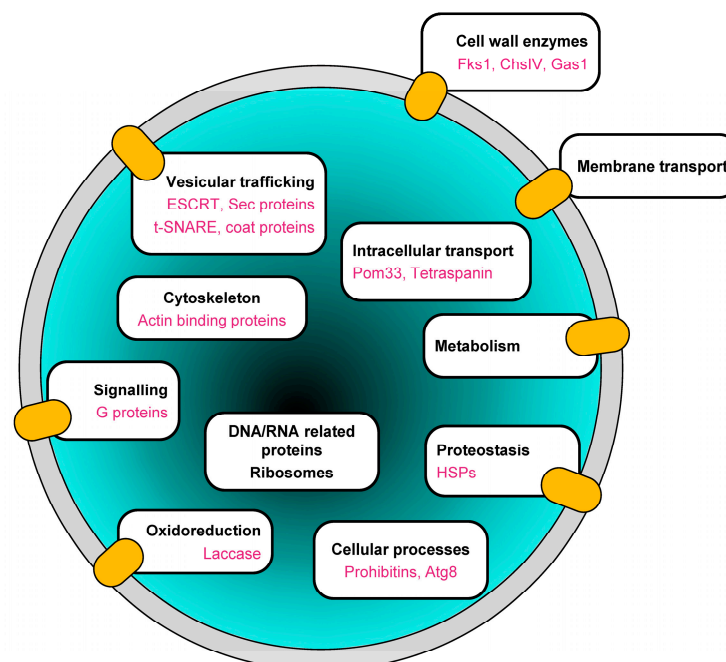 Cell wall enzymes
Fks1, ChsIV, Gas1
Membrane transport
Vesicular trafficking
ESCRT, Sec proteins
t-SNARE, coat proteins
Intracellular transport
Pom33, Tetraspanin
Cytoskeleton
Actin binding proteins
Metabolism
Signalling
G proteins
DNA/RNA related
proteins
Ribosomes
Proteostasis
HSPs
Oxidoreduction
Laccase
Cellular processes
Prohibitins, Atg8